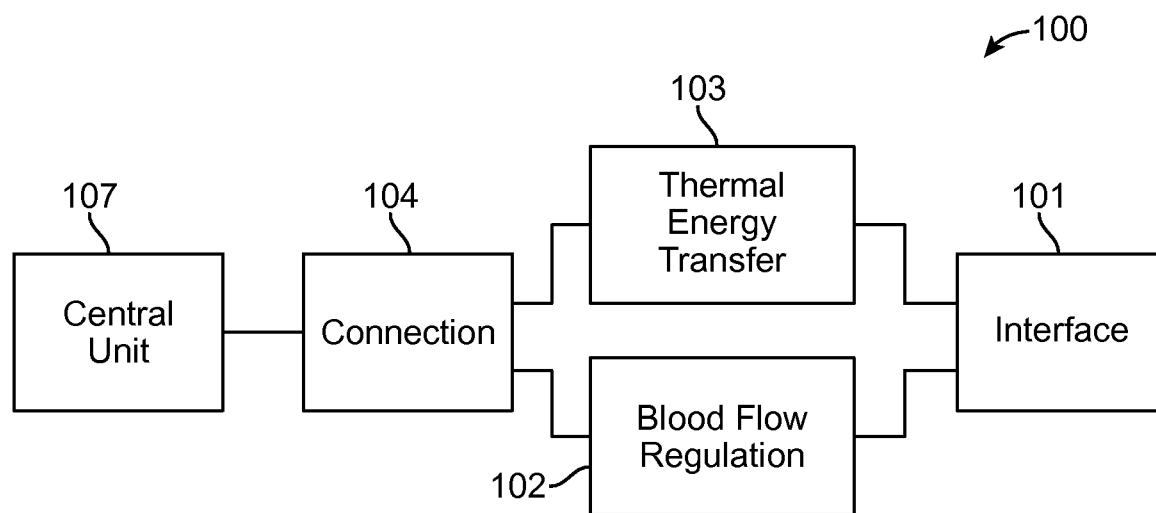 100
103
Thermal
Energy
Transfer
107
104
101
Central
Unit
Connection
Interface
Blood Flow
Regulation
102